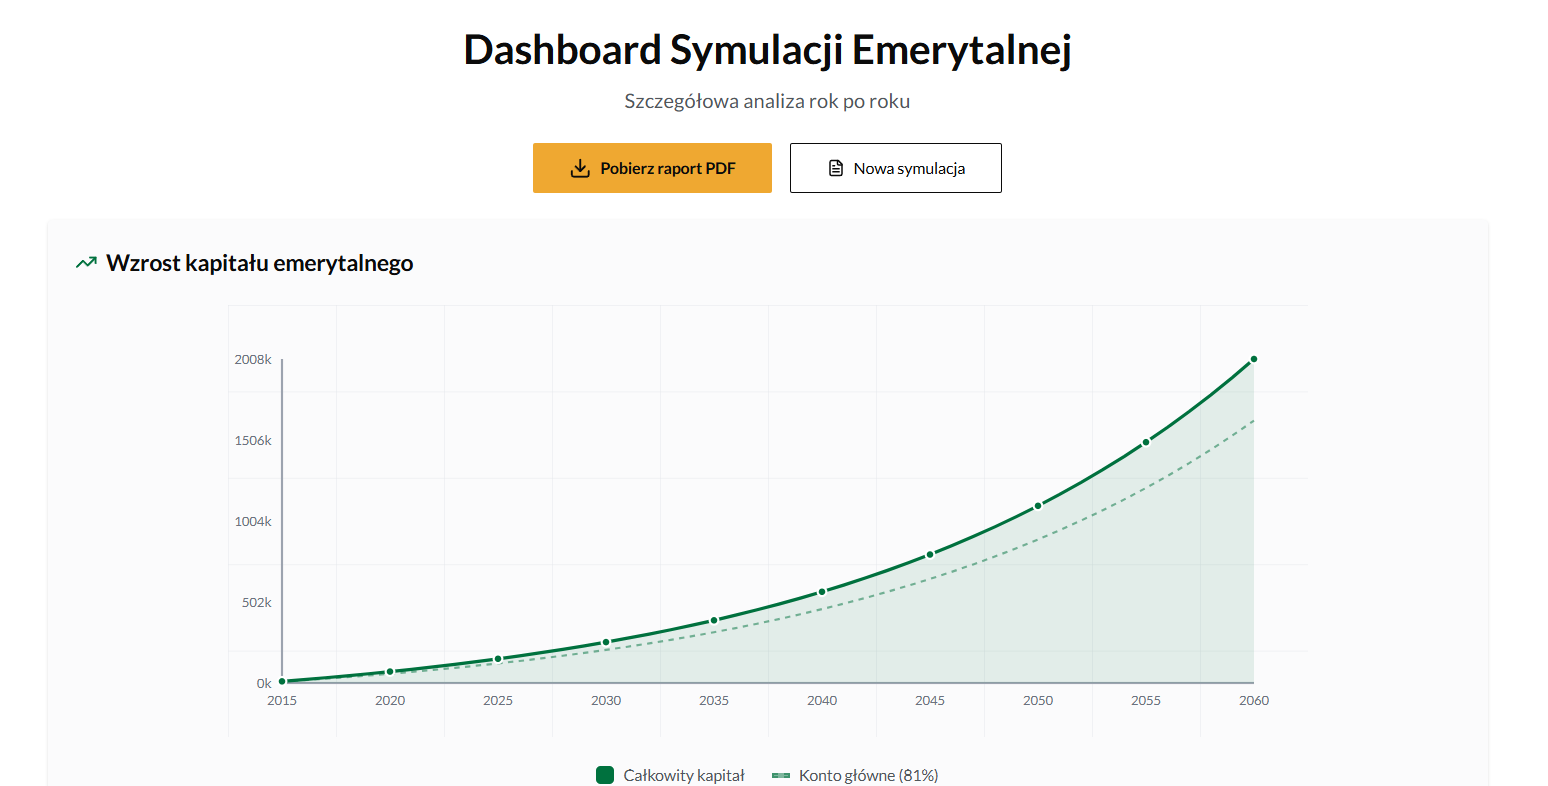 Dashboard Symulacji Emerytalnej
Szczegółowa analiza rok po roku
Pobierz raport PDF
Nowa symulacja
Wzrost kapitału emerytalnego
2008k
1506k
1004k
502k
0k
2015 2020 2025 2030 2035 2040 2045 2050 2055 2060
Całkowity kapitał
Konto główne (81%)